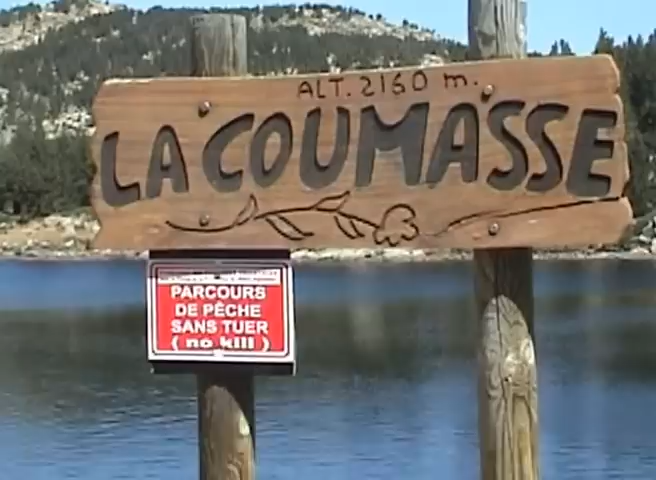 ALT. 2160 m.
LA COUMASSE
PARCOURS
DE PÊCHE
SANS TUER
( no kill )